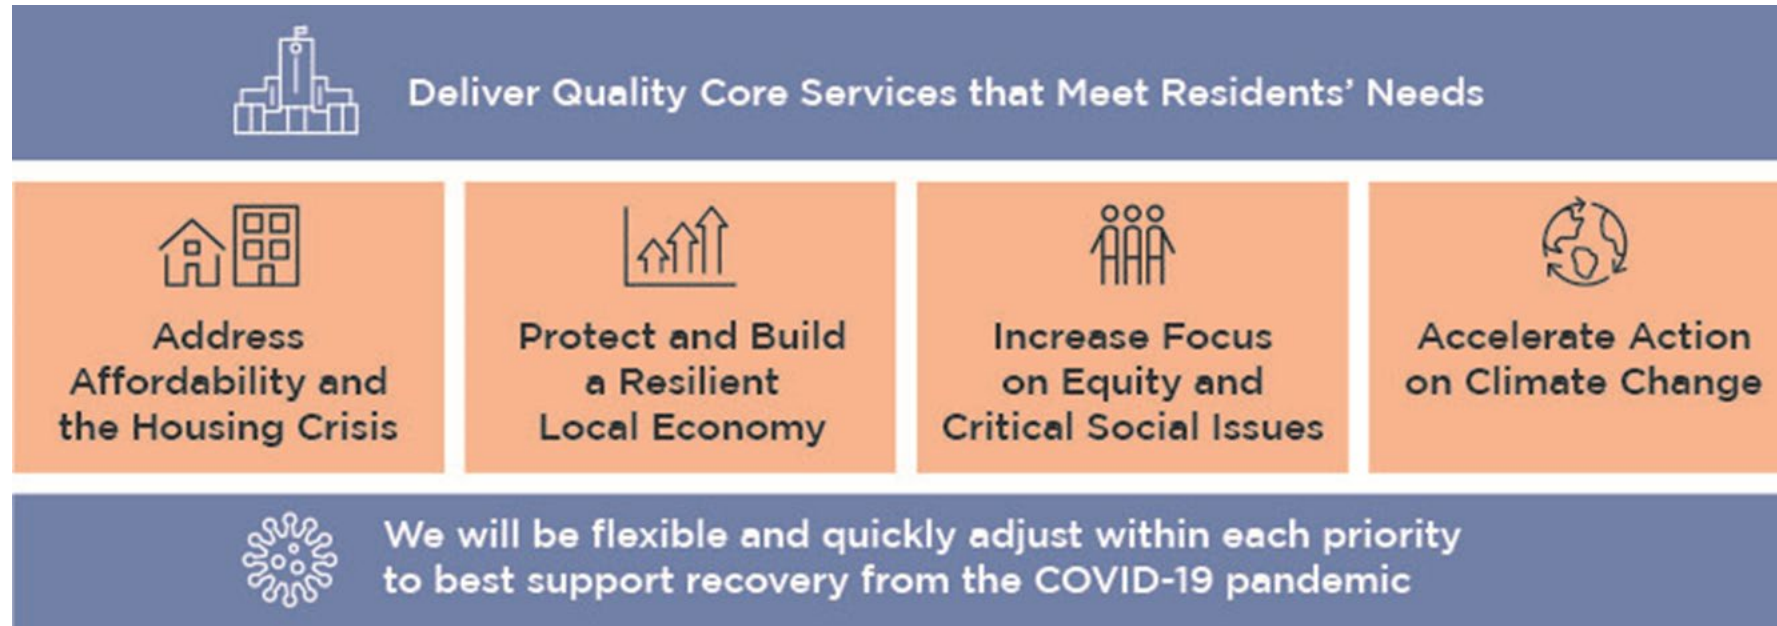 Deliver Quality Core Services that Meet Residents’ Needs
Address
Affordability and
the Housing Crisis
Protect and Build
a Resilient
Local Economy
Increase Focus
on Equity and
Critical Social Issues
Accelerate Action
on Climate Change
We will be flexible and quickly adjust within each priority
to best support recovery from the COVID-19 pandemic